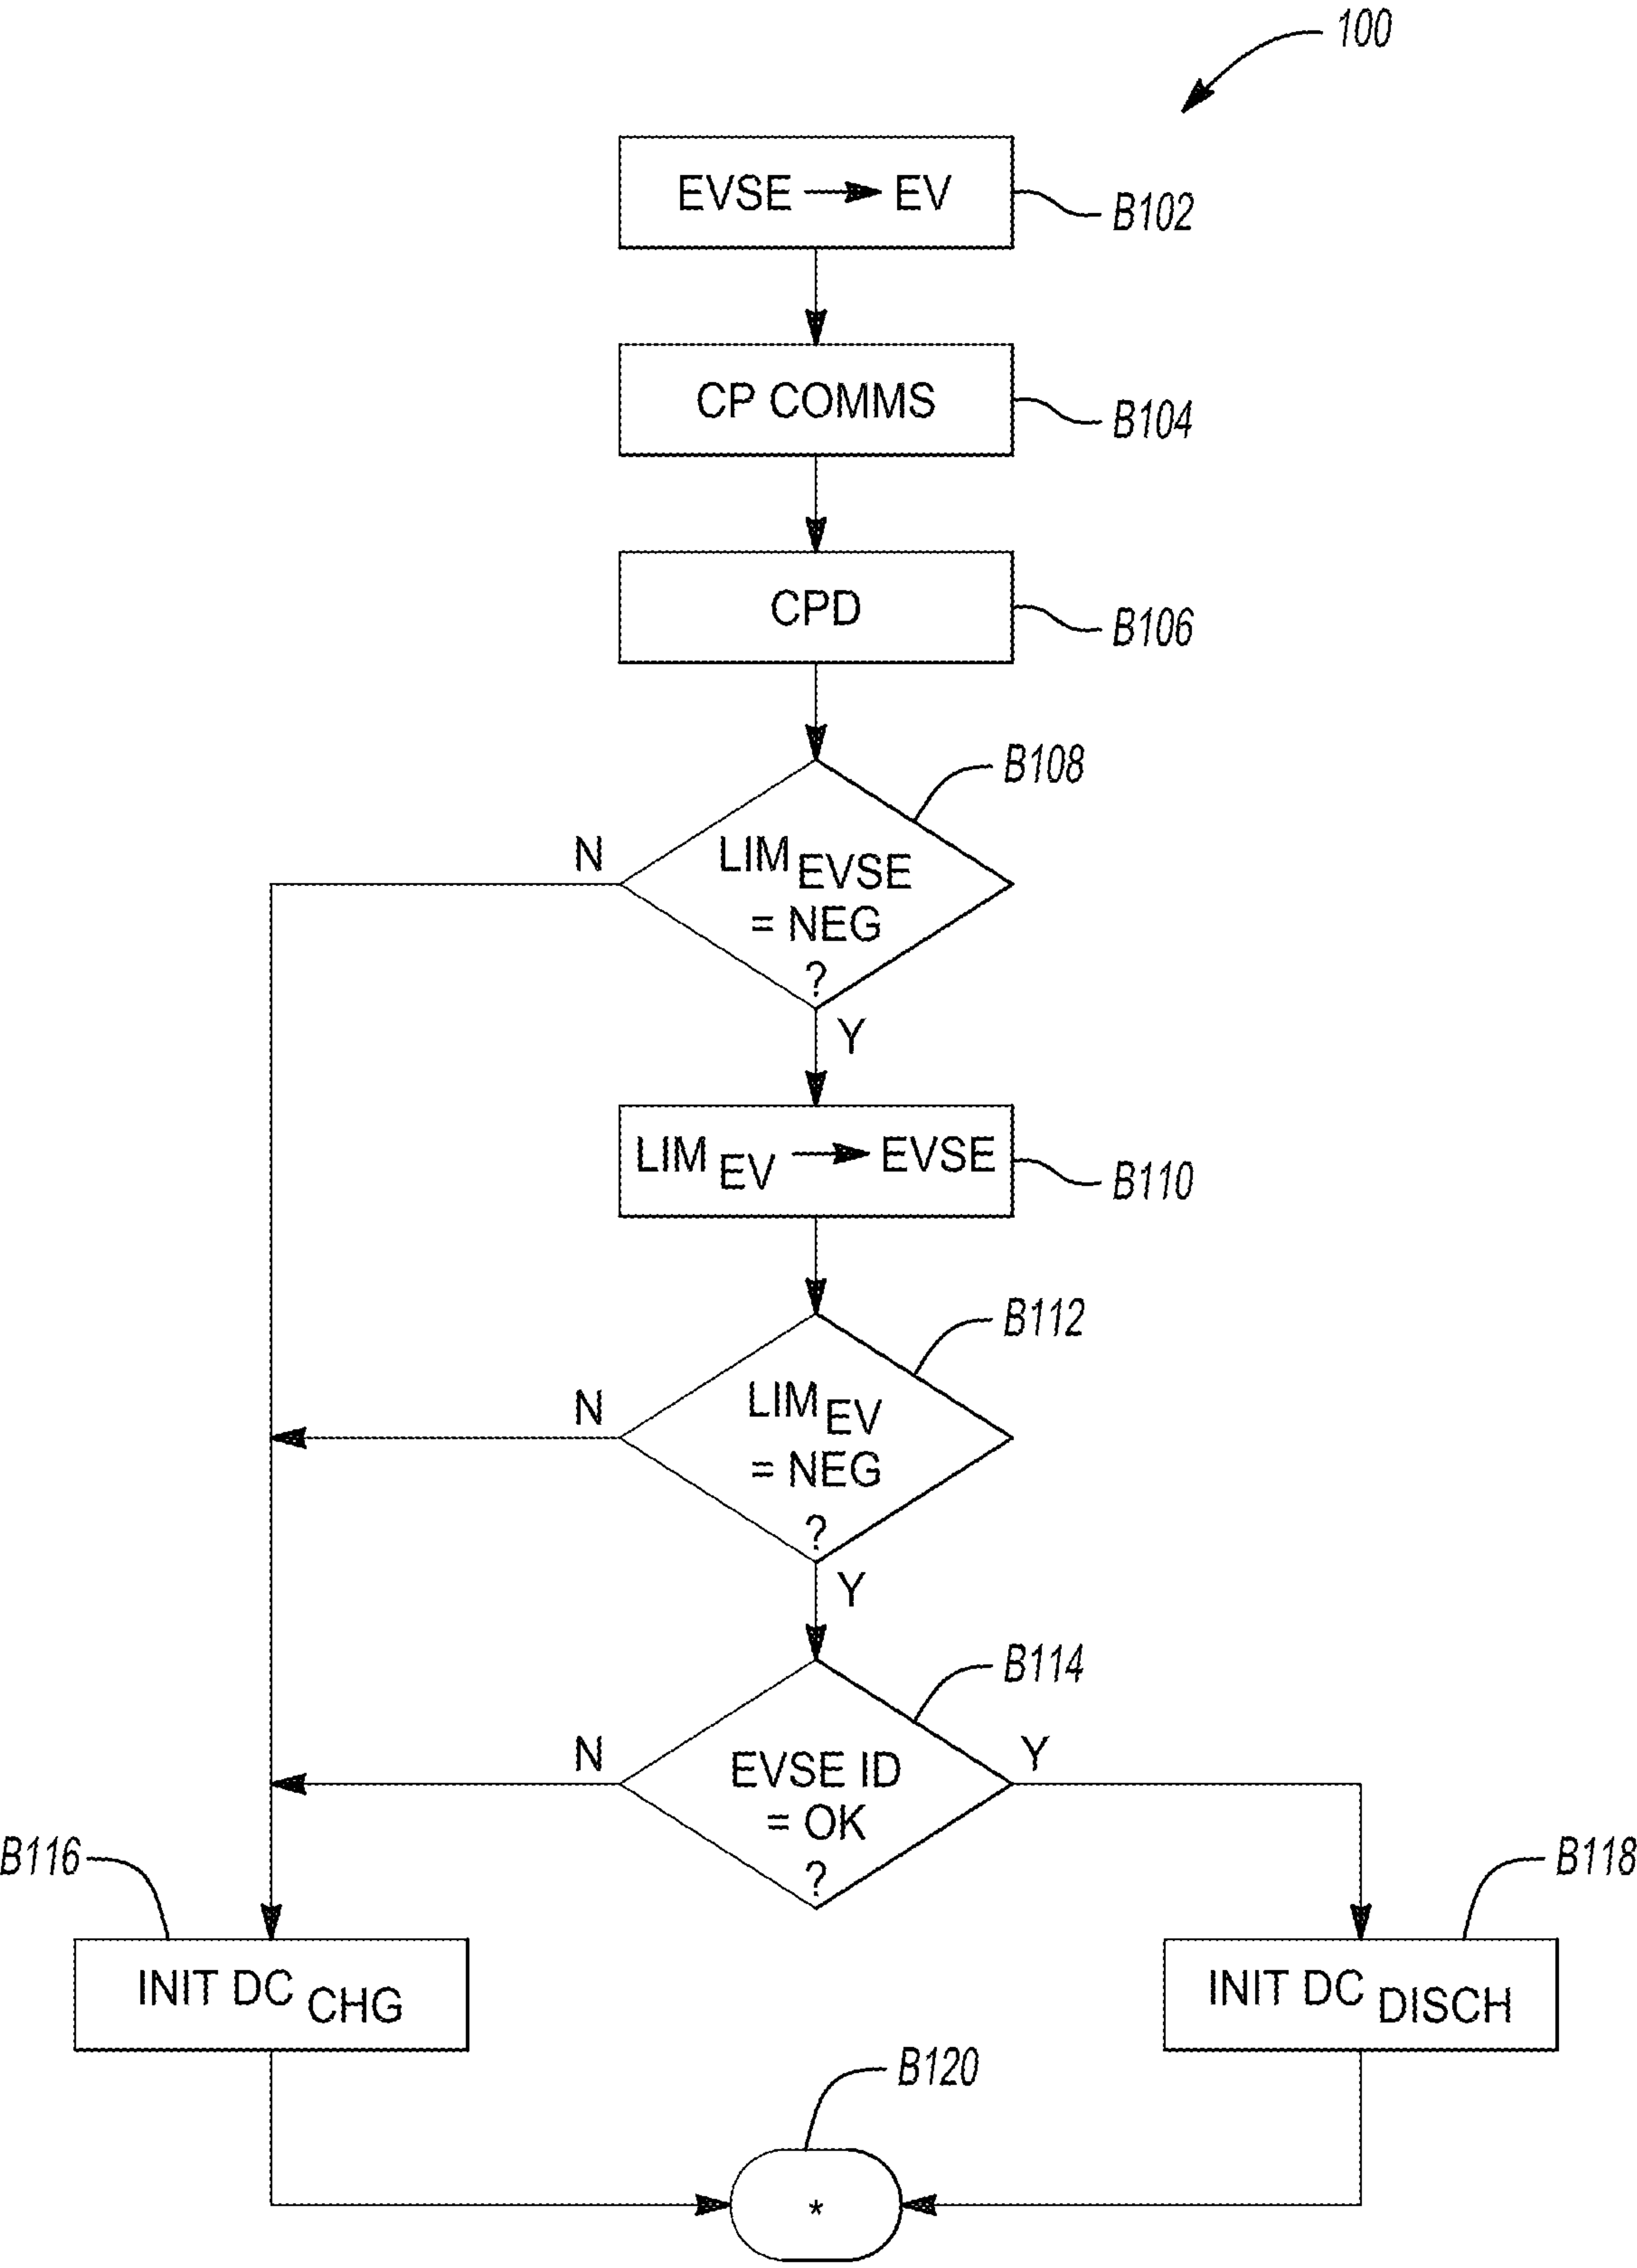 100
EVSE → EV
B102
CP COMMS
B104
CPD
B106
B108
N
LIM EVSE
= NEG
?
Y
LIM EV → EVSE
B110
B112
N
LIM EV
= NEG
?
Y
B114
N
EVSE ID
= OK
?
Y
B116
B118
INIT DC CHG
INIT DC DISCH
B120
*